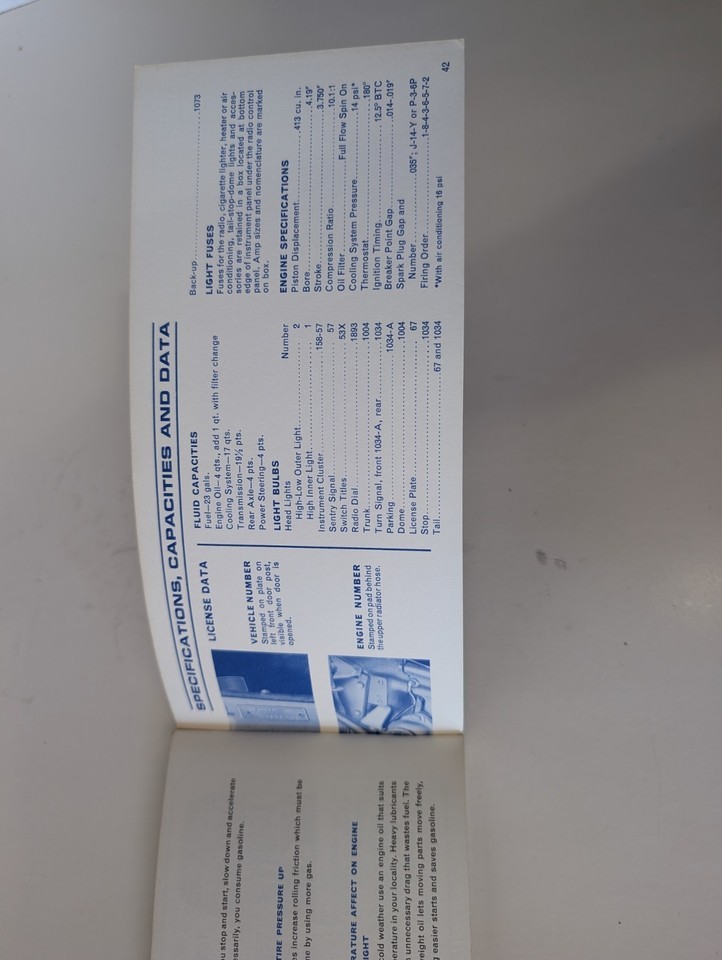 u stop and start, slow down and accelerate
ssarily, you consume gasoline.
TIRE PRESSURE UP
es increase rolling friction which must be
me by using more gas.
RATURE AFFECT ON ENGINE
IGHT
cold weather use an engine oil that suits
perature in your locality. Heavy lubricants
unnecessary drag that wastes fuel. The
weight oil lets moving parts move freely,
g easier starts and saves gasoline.
SPECIFICATIONS, CAPACITIES AND DATA
LICENSE DATA
VEHICLE NUMBER
Stamped on plate on
left front door post,
visible when door is
opened.
ENGINE NUMBER
Stamped on pad behind
the upper radiator hose.
FLUID CAPACITIES
Fuel—23 gals.
Engine Oil—4 qts., add 1 qt. with filter change
Cooling System—17 qts.
Transmission—19½ pts.
Rear Axle—4 pts.
Power Steering—4 pts.
LIGHT BULBS
Head Lights Number
High-Low Outer Light 2
High Inner Light 1
Instrument Cluster 158-57
Sentry Signal 57
Switch Titles 53X
Radio Dial 1893
Trunk 1004
Turn Signal, front 1034-A, rear 1034
Parking 1034-A
Dome 1004
License Plate 67
Stop 1034
Tail 67 and 1034
Back-up 1073
LIGHT FUSES
Fuses for the radio, cigarette lighter, heater or air
conditioning, tail-stop-dome lights and acces-
sories are retained in a box located at bottom
edge of instrument panel under the radio control
panel. Amp sizes and nomenclature are marked
on box.
ENGINE SPECIFICATIONS
Piston Displacement 413 cu. in.
Bore 4.19"
Stroke 3.750"
Compression Ratio 10.1:1
Oil Filter Full Flow Spin On
Cooling System Pressure 14 psi*
Thermostat 180°
Ignition Timing 12.5° BTC
Breaker Point Gap .014-.019"
Spark Plug Gap and
Number .035"; J-14-Y or P-3-6P
Firing Order 1-8-4-3-6-5-7-2
*With air conditioning 16 psi
42